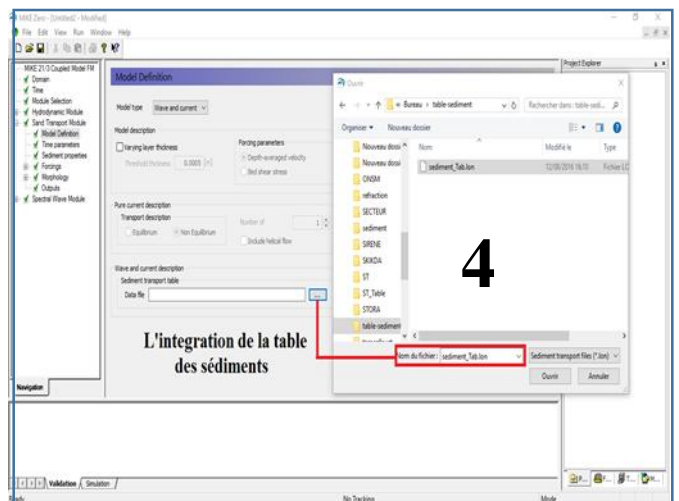 MIKE Zero - [Untitled2 - Modified]
File Edit View Run Window Help
MIKE 21/3 Coupled Model FM
Domain
Time
Module Selection
Hydrodynamic Module
Sand Transport Module
Model Definition
Time parameters
Sediment properties
Forcings
Morphology
Outputs
Spectral Wave Module
Navigation
Model Definition
Model type Wave and current
Model description
Varying layer thickness
Threshold thickness 0.0005 [m]
Forcing parameters
Depth-averaged velocity
Bed shear stress
Pure current description
Transport description
Equilibrium Non Equilibrium
Number of 1
Include helical flow
Wave and current description
Sediment transport table
Data file ...
L'integration de la table
des sédiments
Ouvrir
« Bureau › table-sediment
Rechercher dans : table-sedi...
Organiser Nouveau dossier
Nom Modifié le Type
Nouveau dossi
Nouveau dossi
ONSM
refraction
SECTEUR
sediment
SIRENE
SKIKDA
ST
ST_Table
STORA
table-sediment
sediment_Tab.lon 12/08/2016 16:10 Fichier LO
4
Nom du fichier : sediment_Tab.lon Sediment transport files (*.lon)
Ouvrir Annuler
Project Explorer
P... F... T... M...
Validation Simulation
Ready No Tracking Mode